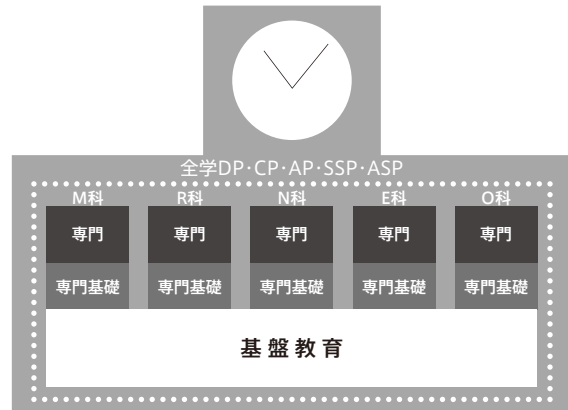 全学DP･CP･AP･SSP･ASP
M科 R科 N科 E科 O科
専門 専門 専門 専門 専門
専門基礎 専門基礎 専門基礎 専門基礎 専門基礎
基盤教育